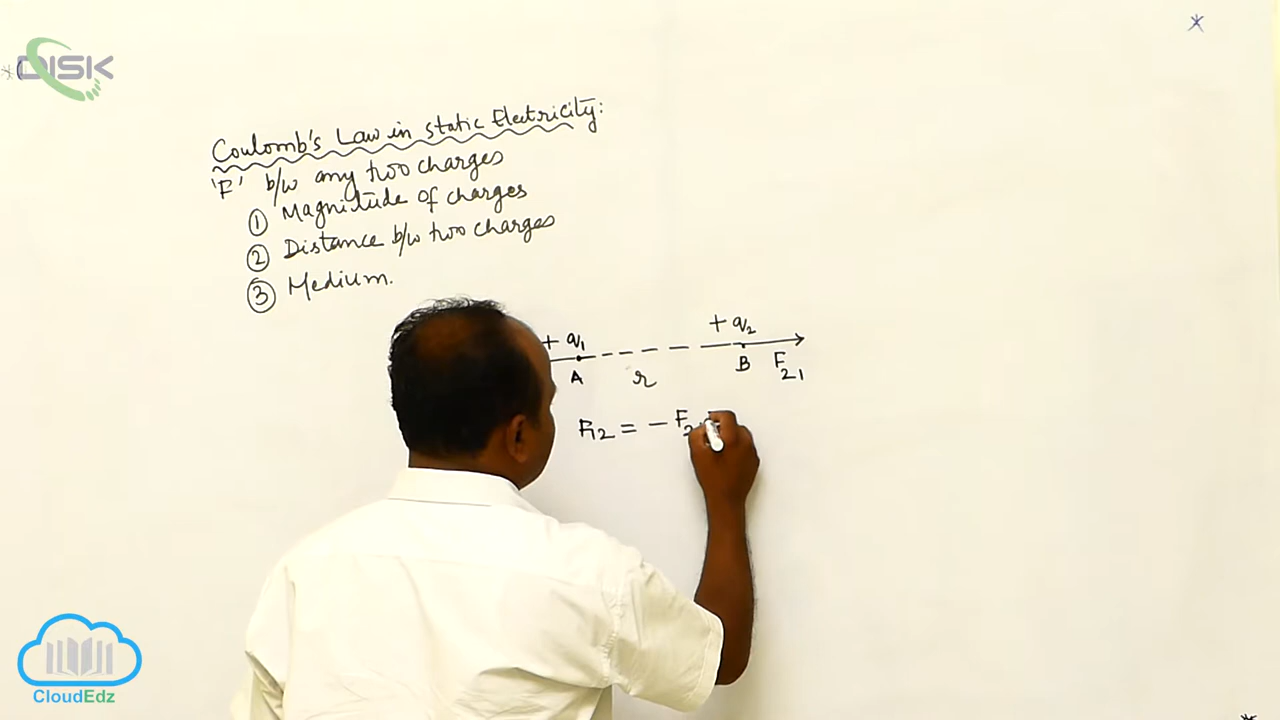 DISK
Coulomb's Law in static Electricity:
'F' b/w any two charges
① Magnitude of charges
② Distance b/w two charges
③ Medium.
+ q₁ + q₂
A r B F₂₁
F₁₂ = - F₂
CloudEdz